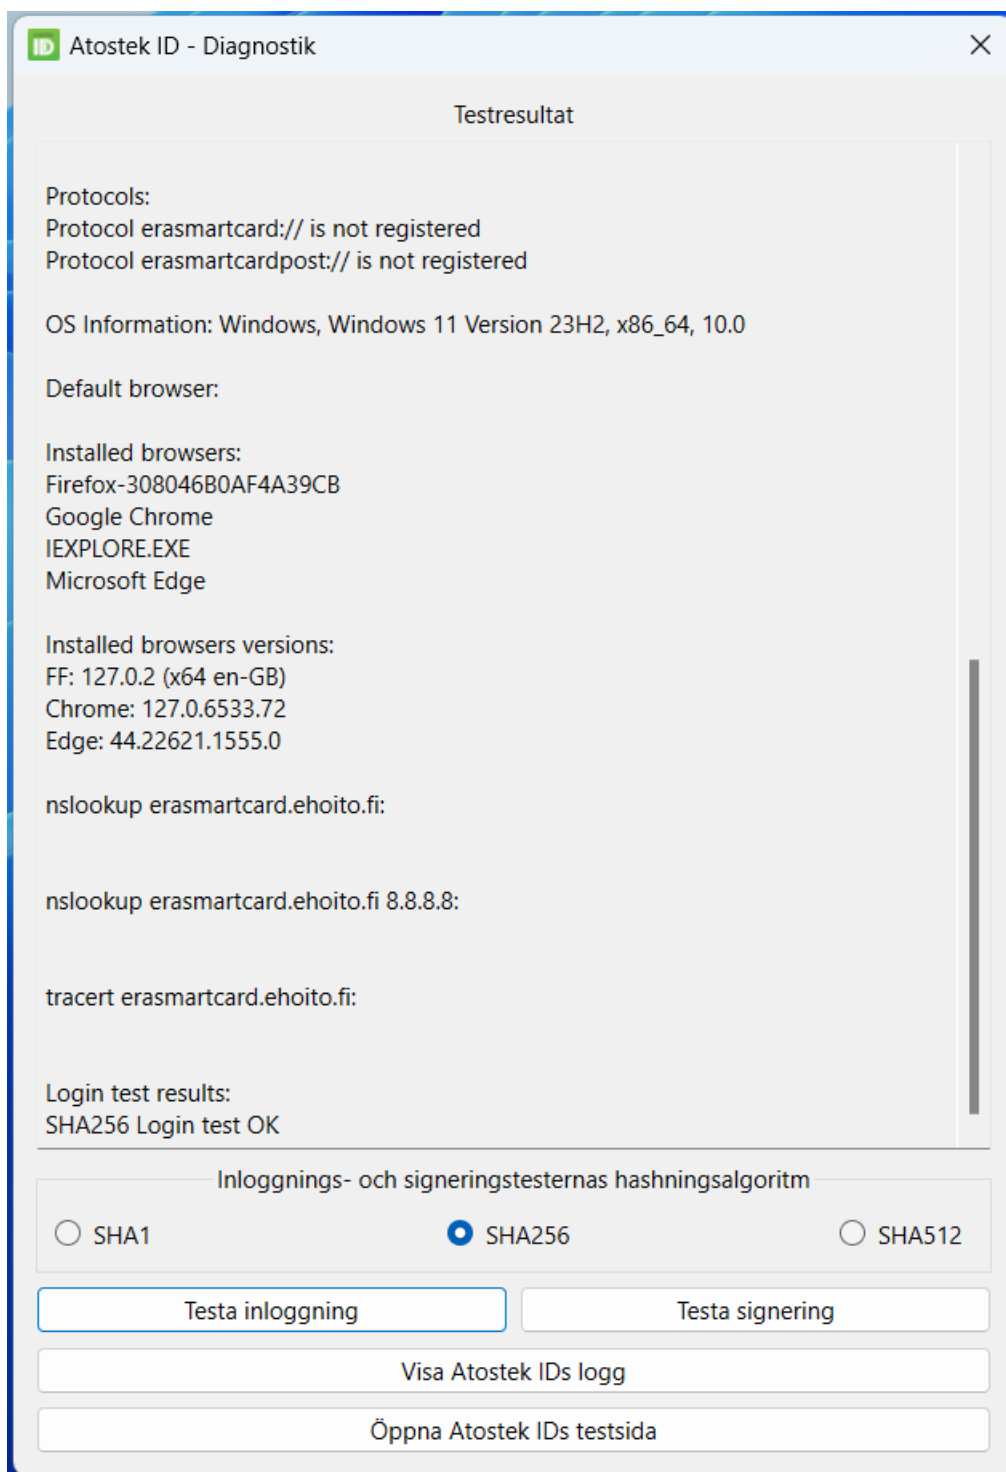 ID Atostek ID - Diagnostik
Testresultat
Protocols:
Protocol erasmartcard:// is not registered
Protocol erasmartcardpost:// is not registered
OS Information: Windows, Windows 11 Version 23H2, x86_64, 10.0
Default browser:
Installed browsers:
Firefox-308046B0AF4A39CB
Google Chrome
IEXPLORE.EXE
Microsoft Edge
Installed browsers versions:
FF: 127.0.2 (x64 en-GB)
Chrome: 127.0.6533.72
Edge: 44.22621.1555.0
nslookup erasmartcard.ehoito.fi:
nslookup erasmartcard.ehoito.fi 8.8.8.8:
tracert erasmartcard.ehoito.fi:
Login test results:
SHA256 Login test OK
Inloggnings- och signeringstesternas hashningsalgoritm
SHA1 SHA256 SHA512
Testa inloggning Testa signering
Visa Atostek IDs logg
Öppna Atostek IDs testsida